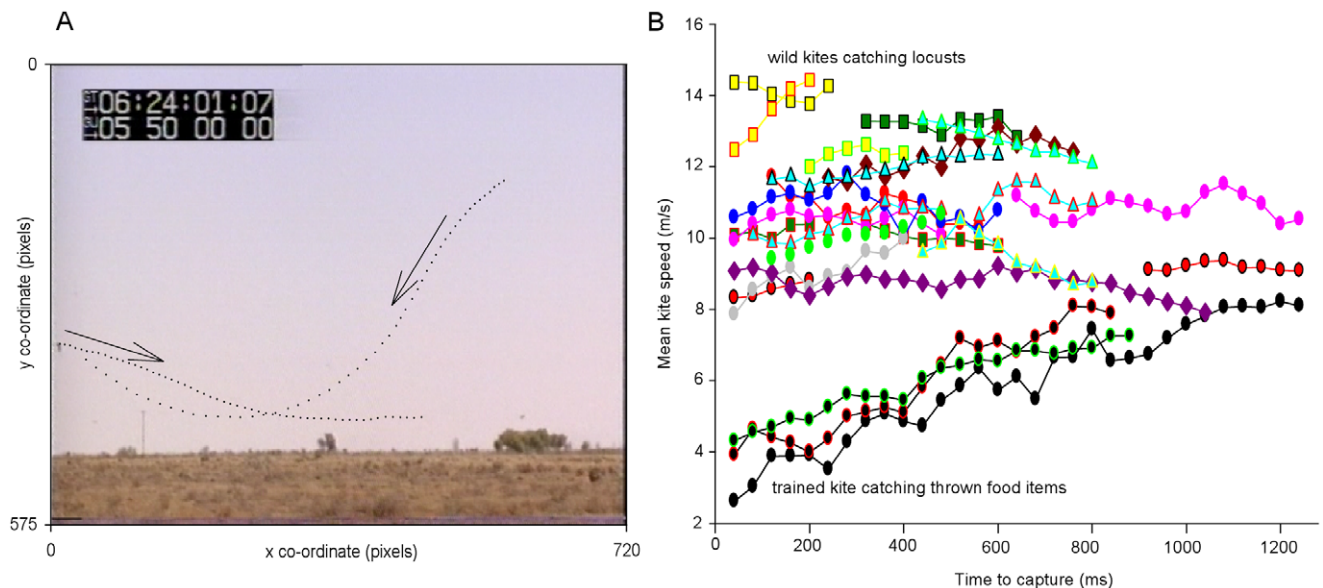 A
0
06:24:01:07
05 50 00 00
y co-ordinate (pixels)
575
0
x co-ordinate (pixels)
720
B
16
14
12
10
8
6
4
2
Mean kite speed (m/s)
wild kites catching locusts
trained kite catching thrown food items
0
200
400
600
800
1000
1200
Time to capture (ms)